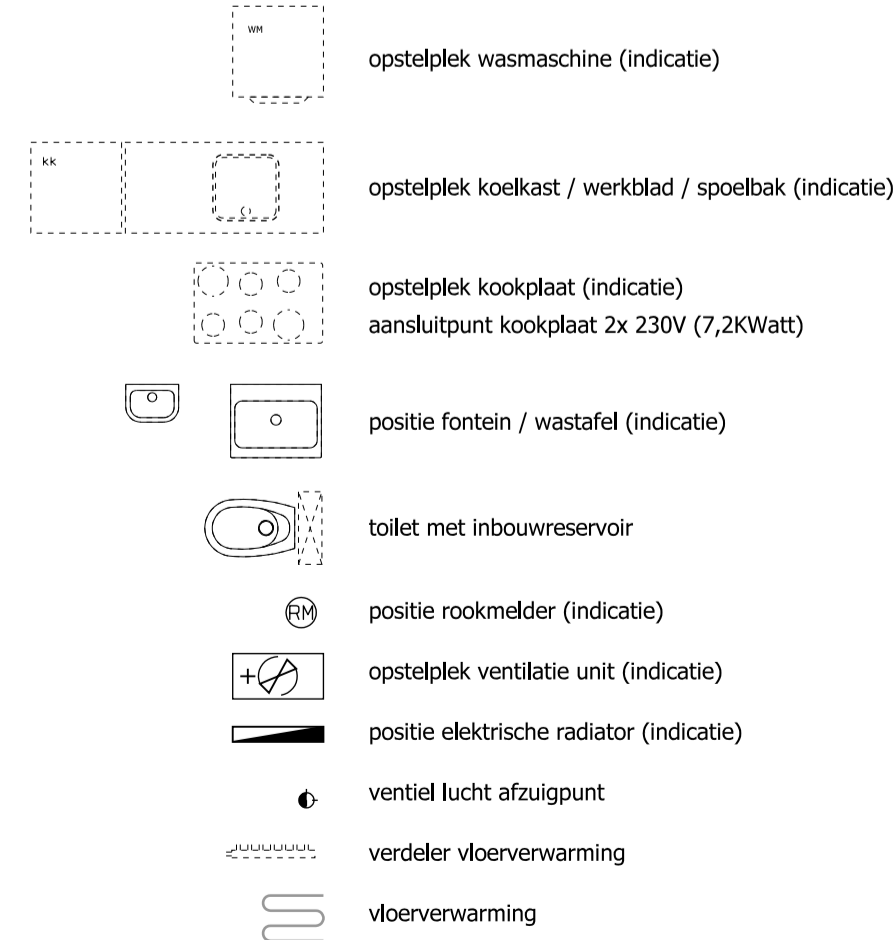 WM
opstelplek wasmaschine (indicatie)
kk
opstelplek koelkast / werkblad / spoelbak (indicatie)
opstelplek kookplaat (indicatie)
aansluitpunt kookplaat 2x 230V (7,2KWatt)
positie fontein / wastafel (indicatie)
toilet met inbouwreservoir
RM positie rookmelder (indicatie)
+ opstelplek ventilatie unit (indicatie)
positie elektrische radiator (indicatie)
ventiel lucht afzuigpunt
verdeler vloerverwarming
vloerverwarming